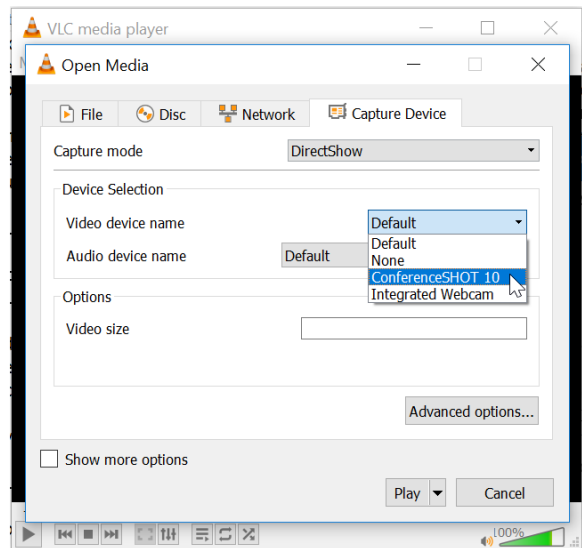 VLC media player
Open Media
File Disc Network Capture Device
Capture mode DirectShow
Device Selection
Video device name Default
Default
Audio device name Default
None
ConferenceSHOT 10
Integrated Webcam
Options
Video size
Advanced options...
Show more options
Play Cancel
100%